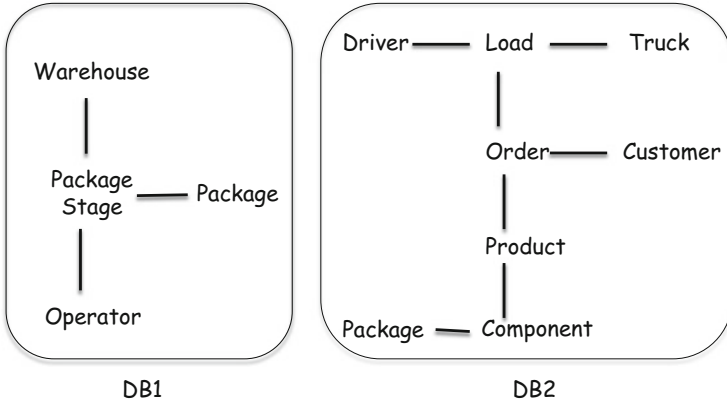 Warehouse
Package
Stage
Package
Operator
DB1
Driver
Load
Truck
Order
Customer
Product
Package
Component
DB2